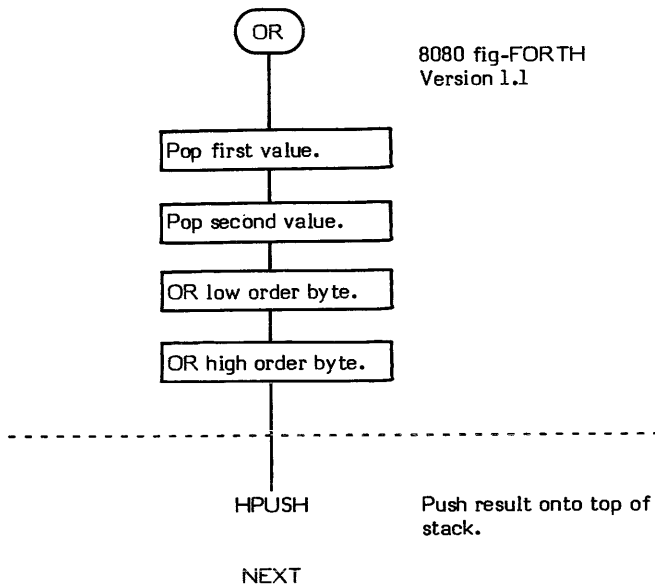 OR
8080 fig-FORTH
Version 1.1
Pop first value.
Pop second value.
OR low order byte.
OR high order byte.
HPUSH
Push result onto top of
stack.
NEXT